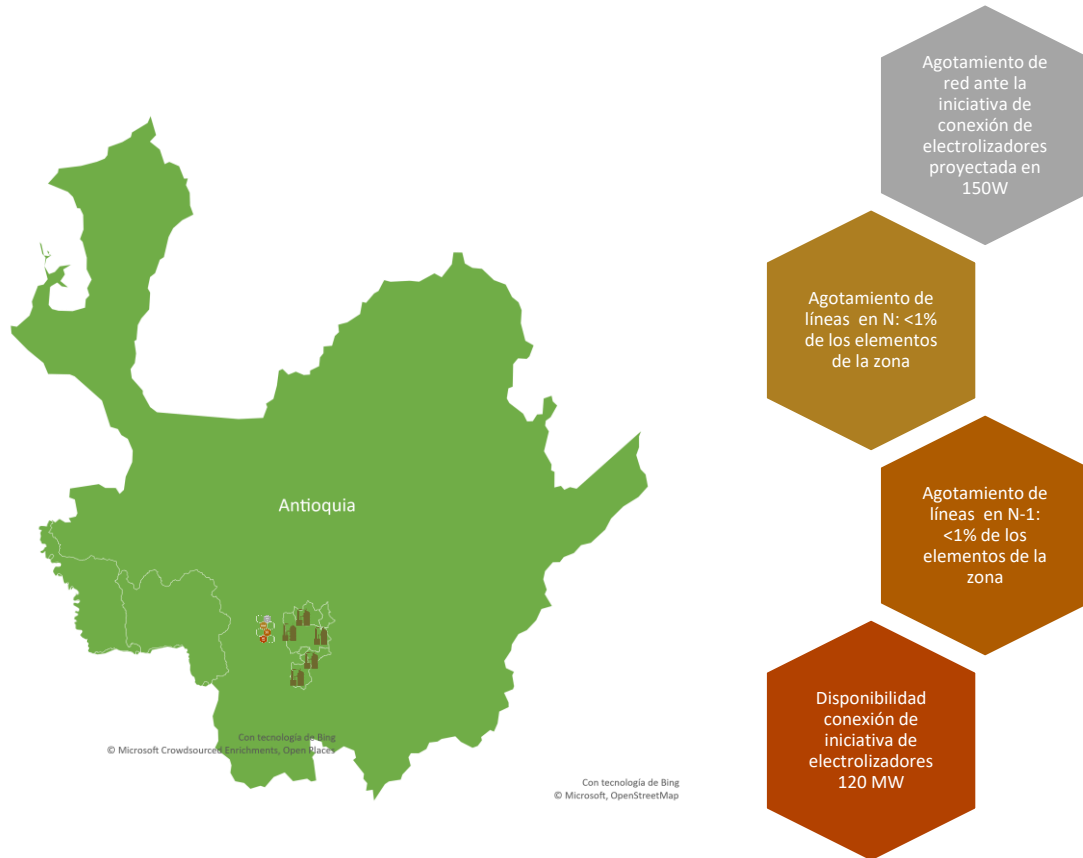 Agotamiento de
red ante la
iniciativa de
conexión de
electrolizadores
proyectada en
150W
Agotamiento de
líneas en N: <1%
de los elementos
de la zona
Antioquia
Agotamiento de
líneas en N-1:
<1% de los
elementos de la
zona
Disponibilidad
conexión de
iniciativa de
electrolizadores
120 MW
Con tecnología de Bing
© Microsoft Crowdsourced Enrichments, Open Places
Con tecnología de Bing
© Microsoft, OpenStreetMap